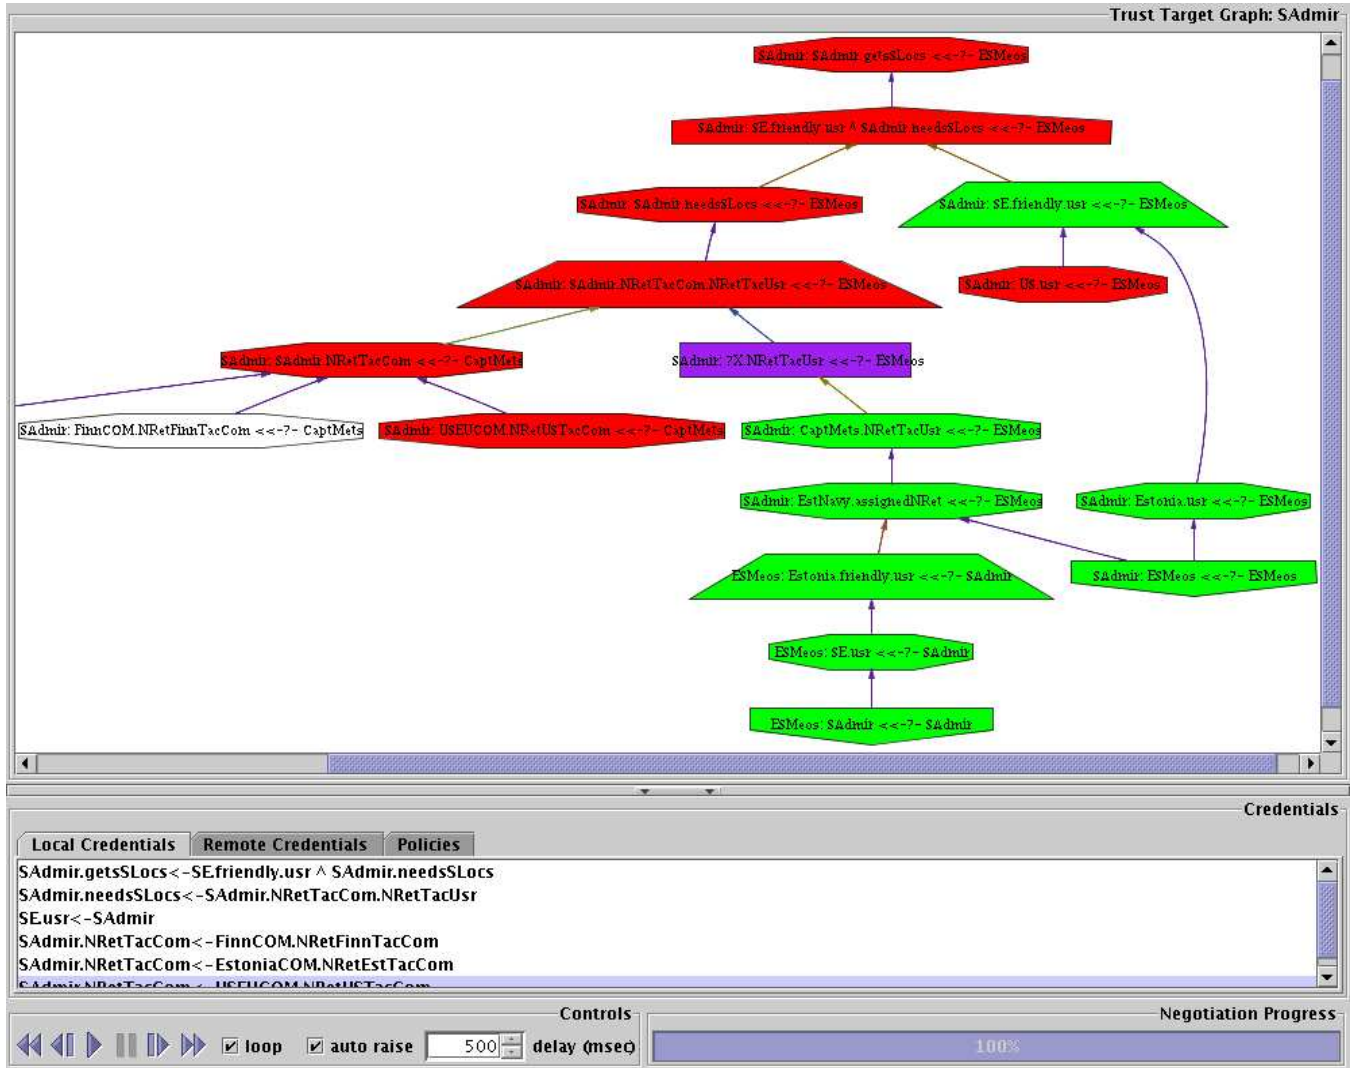 Trust Target Graph: SAdmir
SAdmir: SAdmir.getsSLocs <<-?- ESMeos
SAdmir: SE.friendly.usr ^ SAdmir.needsSLocs <<-?- ESMeos
SAdmir: SAdmir.needsSLocs <<-?- ESMeos
SAdmir: SE.friendly.usr <<-?- ESMeos
SAdmir: SAdmir.NRetTacCom.NRetTacUsr <<-?- ESMeos
SAdmir: US.usr <<-?- ESMeos
SAdmir: SAdmir.NRetTacCom <<-?- CaptMets
SAdmir: ?X.NRetTacUsr <<-?- ESMeos
SAdmir: FinnCOM.NRetFinnTacCom <<-?- CaptMets
SAdmir: USEUCOM.NRetUSTacCom <<-?- CaptMets
SAdmir: CaptMets.NRetTacUsr <<-?- ESMeos
SAdmir: EstNavy.assignedNRet <<-?- ESMeos
SAdmir: Estonia.usr <<-?- ESMeos
ESMeos: Estonia.friendly.usr <<-?- SAdmir
SAdmir: ESMeos <<-?- ESMeos
ESMeos: SE.usr <<-?- SAdmir
ESMeos: SAdmir <<-?- SAdmir
Credentials
Local Credentials Remote Credentials Policies
SAdmir.getsSLocs<-SE.friendly.usr ^ SAdmir.needsSLocs
SAdmir.needsSLocs<-SAdmir.NRetTacCom.NRetTacUsr
SE.usr<-SAdmir
SAdmir.NRetTacCom<-FinnCOM.NRetFinnTacCom
SAdmir.NRetTacCom<-EstoniaCOM.NRetEstTacCom
SAdmir.NRetTacCom<-USEUCOM.NRetUSTacCom
Controls
Negotiation Progress
loop auto raise 500 delay (msec)
100%